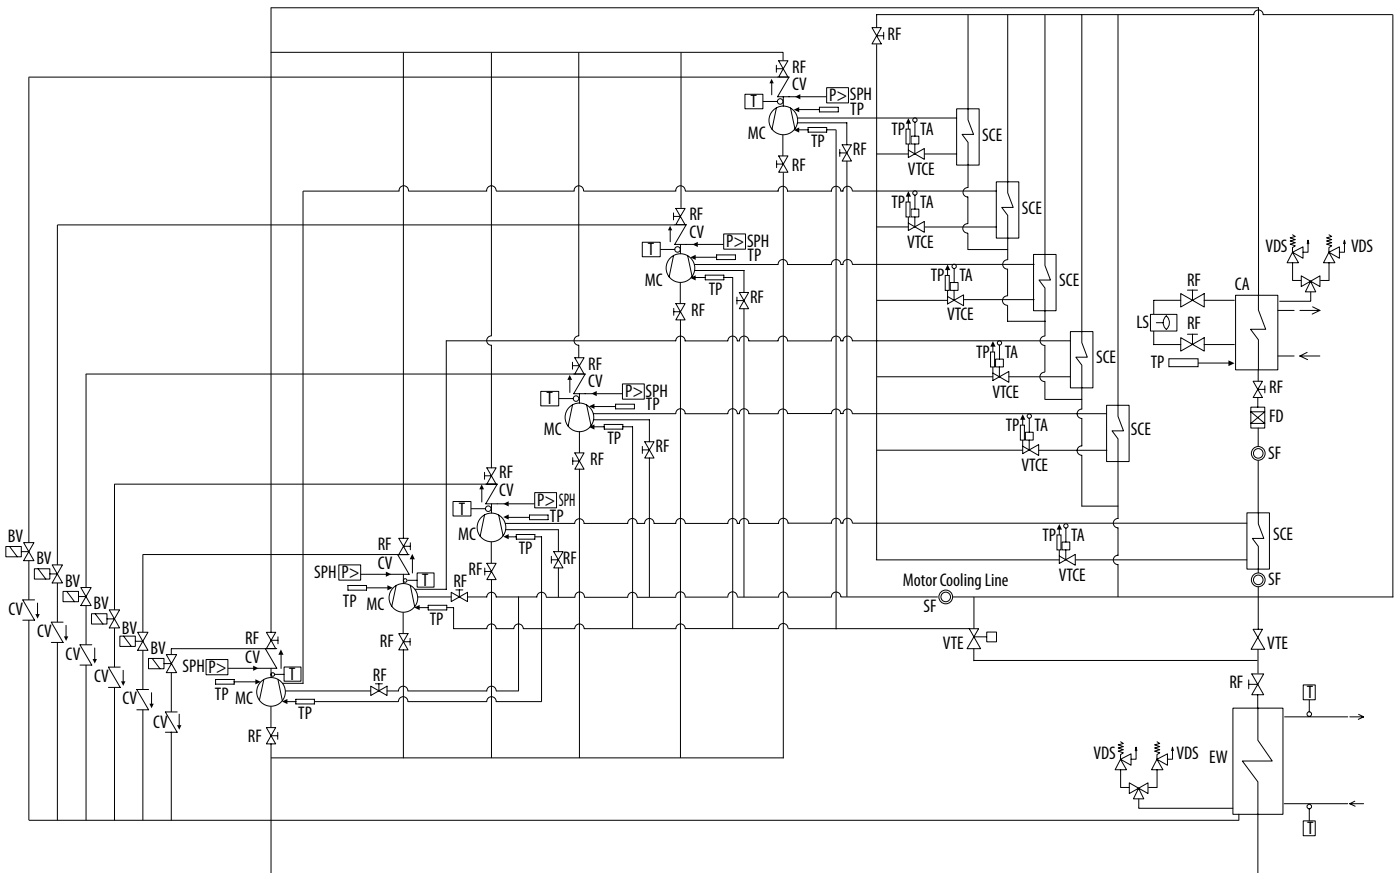 RF
RF
CV
P> SPH
T
TP
MC
TP
RF
RF
TP TA
SCE
VTCE
RF
CV
P> SPH
T
TP
MC
TP
RF
RF
TP TA
SCE
VTCE
VDS
VDS
TP TA
SCE
VTCE
RF
CA
LS
RF
TP
RF
CV
P> SPH
T
TP
MC
TP
RF
RF
TP TA
SCE
VTCE
RF
FD
SF
TP TA
SCE
VTCE
RF
CV
P> SPH
T
TP
MC
TP
RF
RF
TP TA
SCE
VTCE
SF
BV
BV
BV
BV
BV
BV
CV
CV
CV
CV
CV
CV
RF
CV
SPH P>
T
TP
MC
TP
RF
RF
Motor Cooling Line
SF
VTE
VTE
RF
CV
SPH P>
T
TP
MC
TP
RF
RF
RF
T
VDS
VDS
EW
T